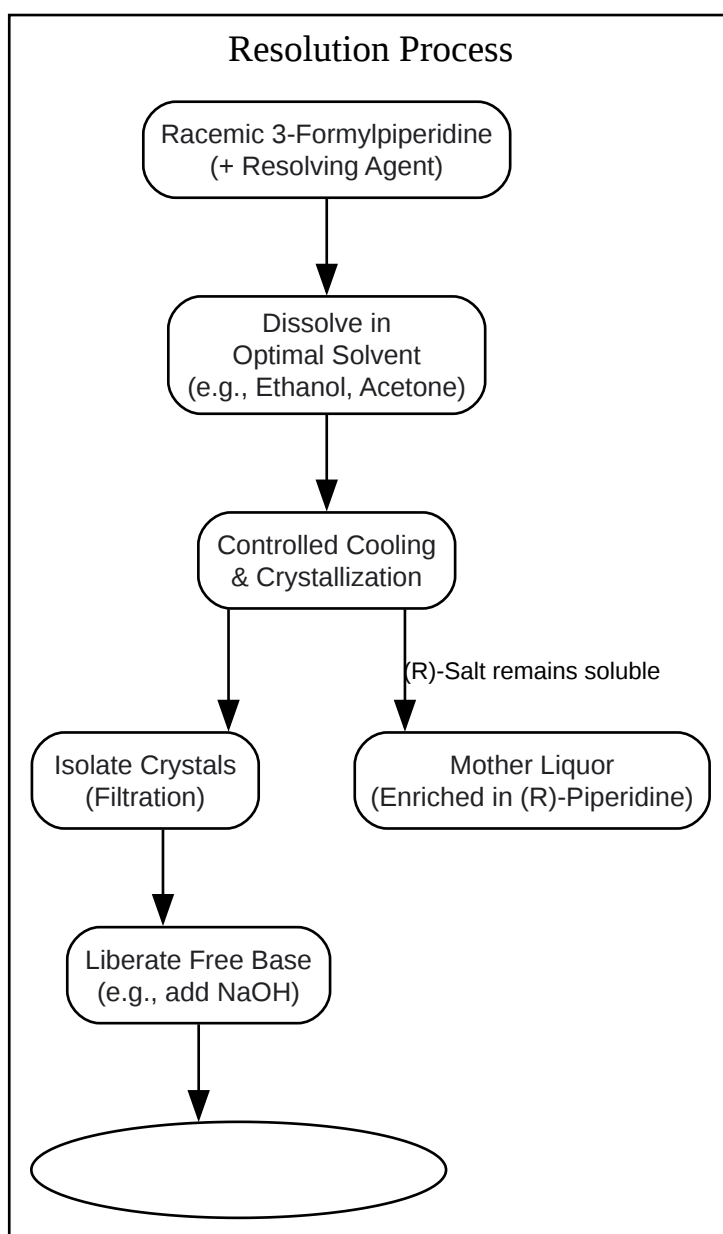 Resolution Process
Racemic 3-Formylpiperidine
(+ Resolving Agent)
Dissolve in
Optimal Solvent
(e.g., Ethanol, Acetone)
Controlled Cooling
& Crystallization
(R)-Salt remains soluble
Isolate Crystals
(Filtration)
Mother Liquor
(Enriched in (R)-Piperidine)
Liberate Free Base
(e.g., add NaOH)